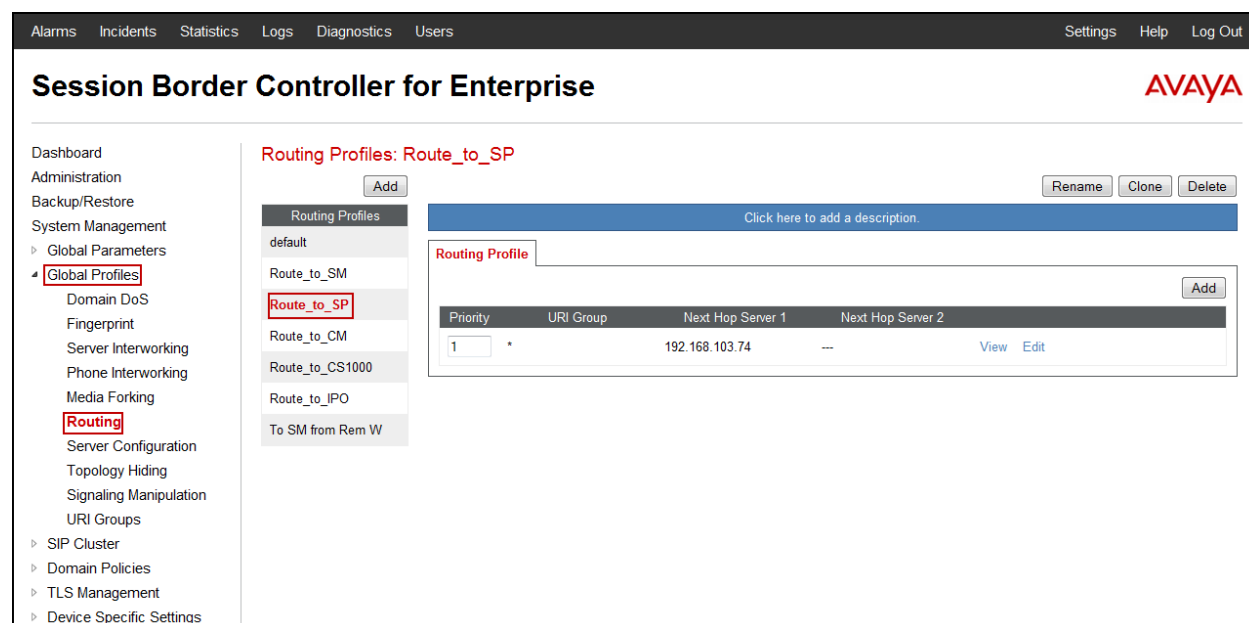 Alarms Incidents Statistics Logs Diagnostics Users Settings Help Log Out
Session Border Controller for Enterprise
AVAYA
Dashboard
Administration
Backup/Restore
System Management
Global Parameters
Global Profiles
Domain DoS
Fingerprint
Server Interworking
Phone Interworking
Media Forking
Routing
Server Configuration
Topology Hiding
Signaling Manipulation
URI Groups
SIP Cluster
Domain Policies
TLS Management
Device Specific Settings
Routing Profiles: Route_to_SP
Add
Rename Clone Delete
Routing Profiles
default
Route_to_SM
Route_to_SP
Route_to_CM
Route_to_CS1000
Route_to_IPO
To SM from Rem W
Click here to add a description.
Routing Profile
Add
Priority URI Group Next Hop Server 1 Next Hop Server 2
1 * 192.168.103.74 --- View Edit